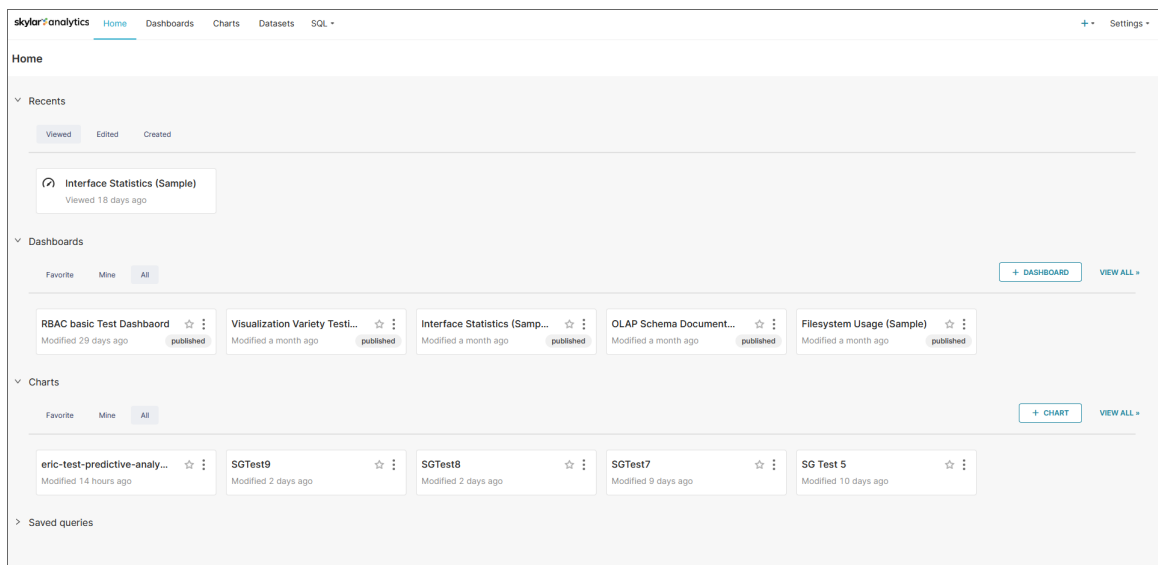 skylar analytics Home Dashboards Charts Datasets SQL + Settings
Home
Recents
Viewed Edited Created
Interface Statistics (Sample)
Viewed 18 days ago
Dashboards
Favorite Mine All + DASHBOARD VIEW ALL »
RBAC basic Test Dashbaord
Modified 29 days ago published
Visualization Variety Testi...
Modified a month ago published
Interface Statistics (Samp...
Modified a month ago published
OLAP Schema Document...
Modified a month ago published
Filesystem Usage (Sample)
Modified a month ago published
Charts
Favorite Mine All + CHART VIEW ALL »
eric-test-predictive-analy...
Modified 14 hours ago
SGTest9
Modified 2 days ago
SGTest8
Modified 2 days ago
SGTest7
Modified 9 days ago
SG Test 5
Modified 10 days ago
Saved queries